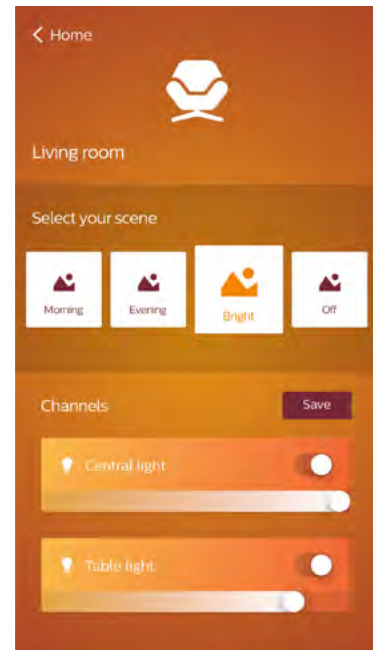 Home
Living room
Select your scene
Morning
Evening
Bright
Off
Channels
Save
Central light
Table light